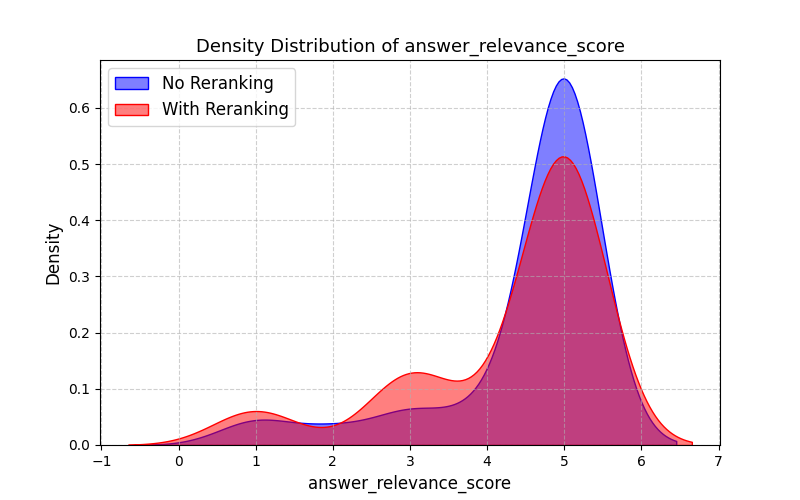 Density Distribution of answer_relevance_score
No Reranking
With Reranking
Density
0.6
0.5
0.4
0.3
0.2
0.1
0.0
−1 0 1 2 3 4 5 6 7
answer_relevance_score